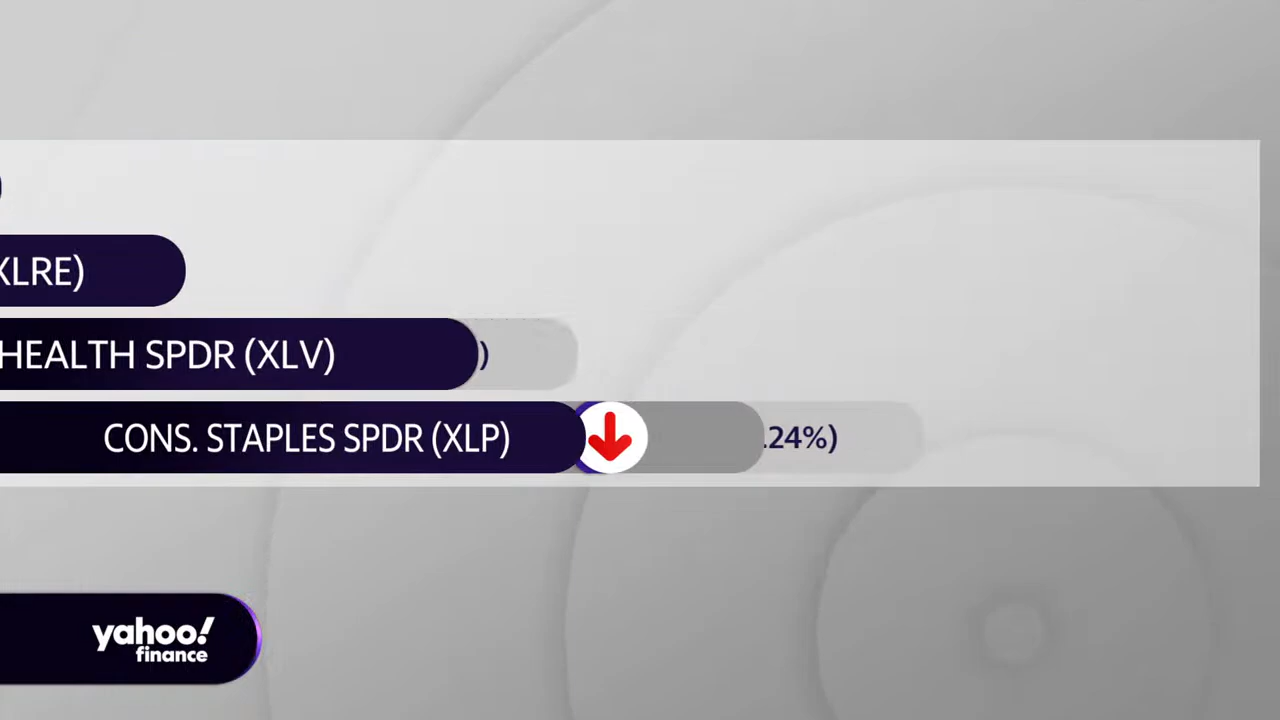 XLRE)
HEALTH SPDR (XLV)
)
CONS. STAPLES SPDR (XLP)
.24%)
yahoo!
finance